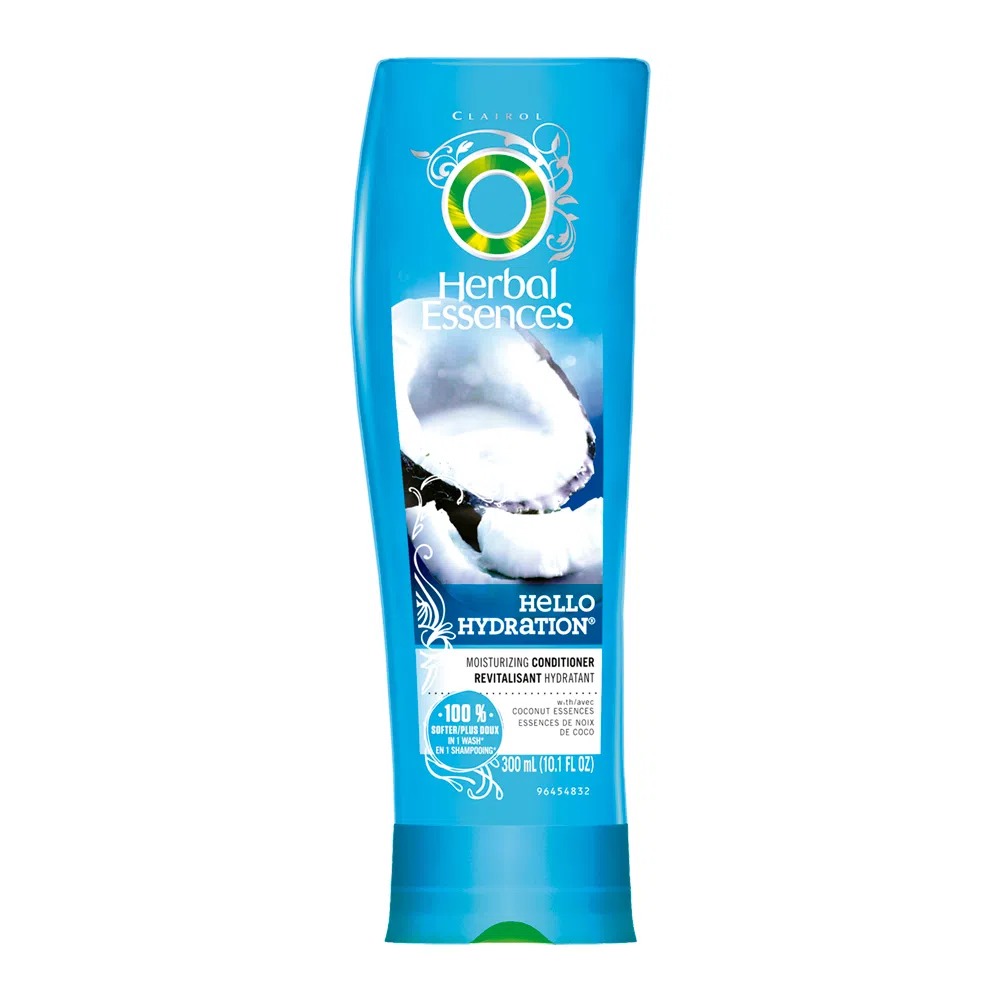 CLAIROL
Herbal
Essences
HeLLO
HYDRaTION®
MOISTURIZING CONDITIONER
REVITALISANT HYDRATANT
with/avec
COCONUT ESSENCES
ESSENCES DE NOIX
DE COCO
·100 %·
SOFTER/PLUS DOUX
IN 1 WASH*
EN 1 SHAMPOOING*
300 mL (10.1 FL OZ)
96454832